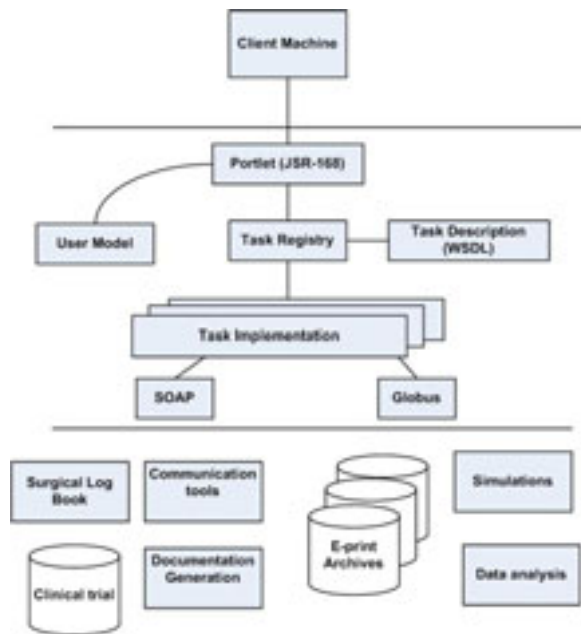 Client Machine
Portlet (JSR-168)
User Model
Task Registry
Task Description
(WSDL)
Task Implementation
SOAP
Globus
Surgical Log
Book
Communication
tools
Simulations
E-print
Archives
Clinical trial
Documentation
Generation
Data analysis